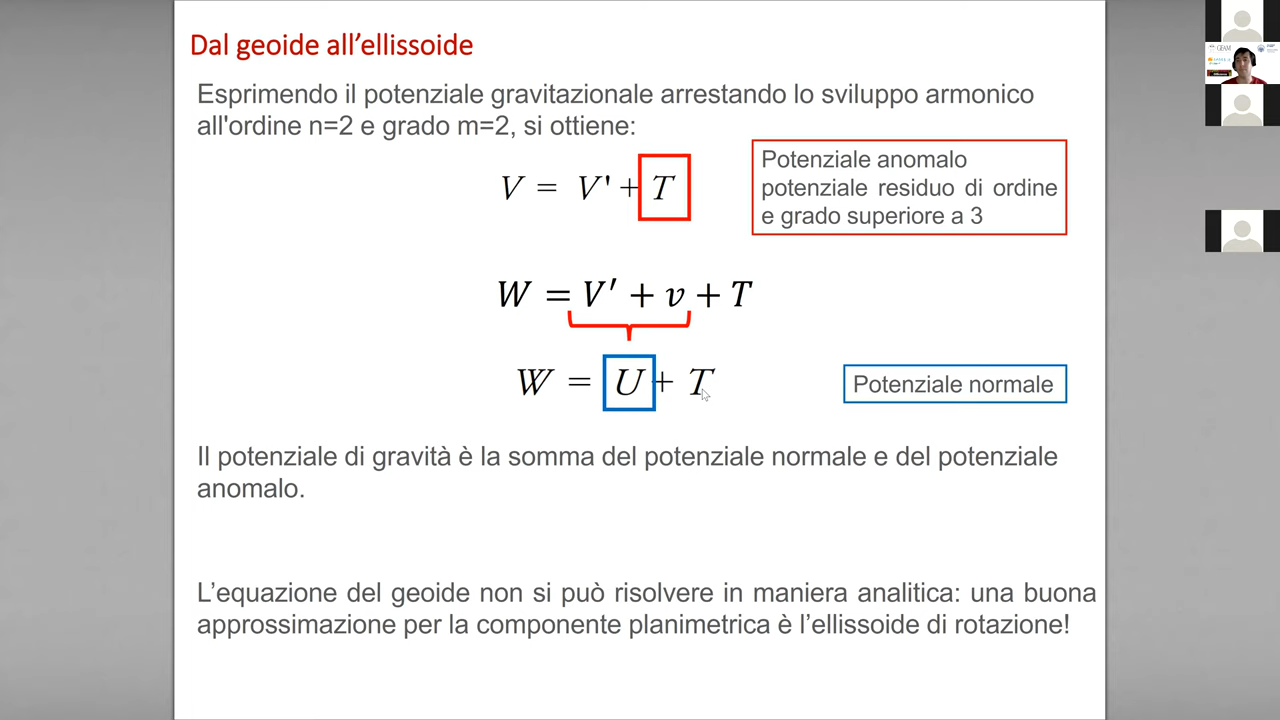 Dal geoide all’ellissoide
Esprimendo il potenziale gravitazionale arrestando lo sviluppo armonico
all'ordine n=2 e grado m=2, si ottiene:
V = V' + T
Potenziale anomalo
potenziale residuo di ordine
e grado superiore a 3
W = V′ + v + T
W = U + T
Potenziale normale
Il potenziale di gravità è la somma del potenziale normale e del potenziale
anomalo.
L’equazione del geoide non si può risolvere in maniera analitica: una buona
approssimazione per la componente planimetrica è l’ellissoide di rotazione!
GEAM